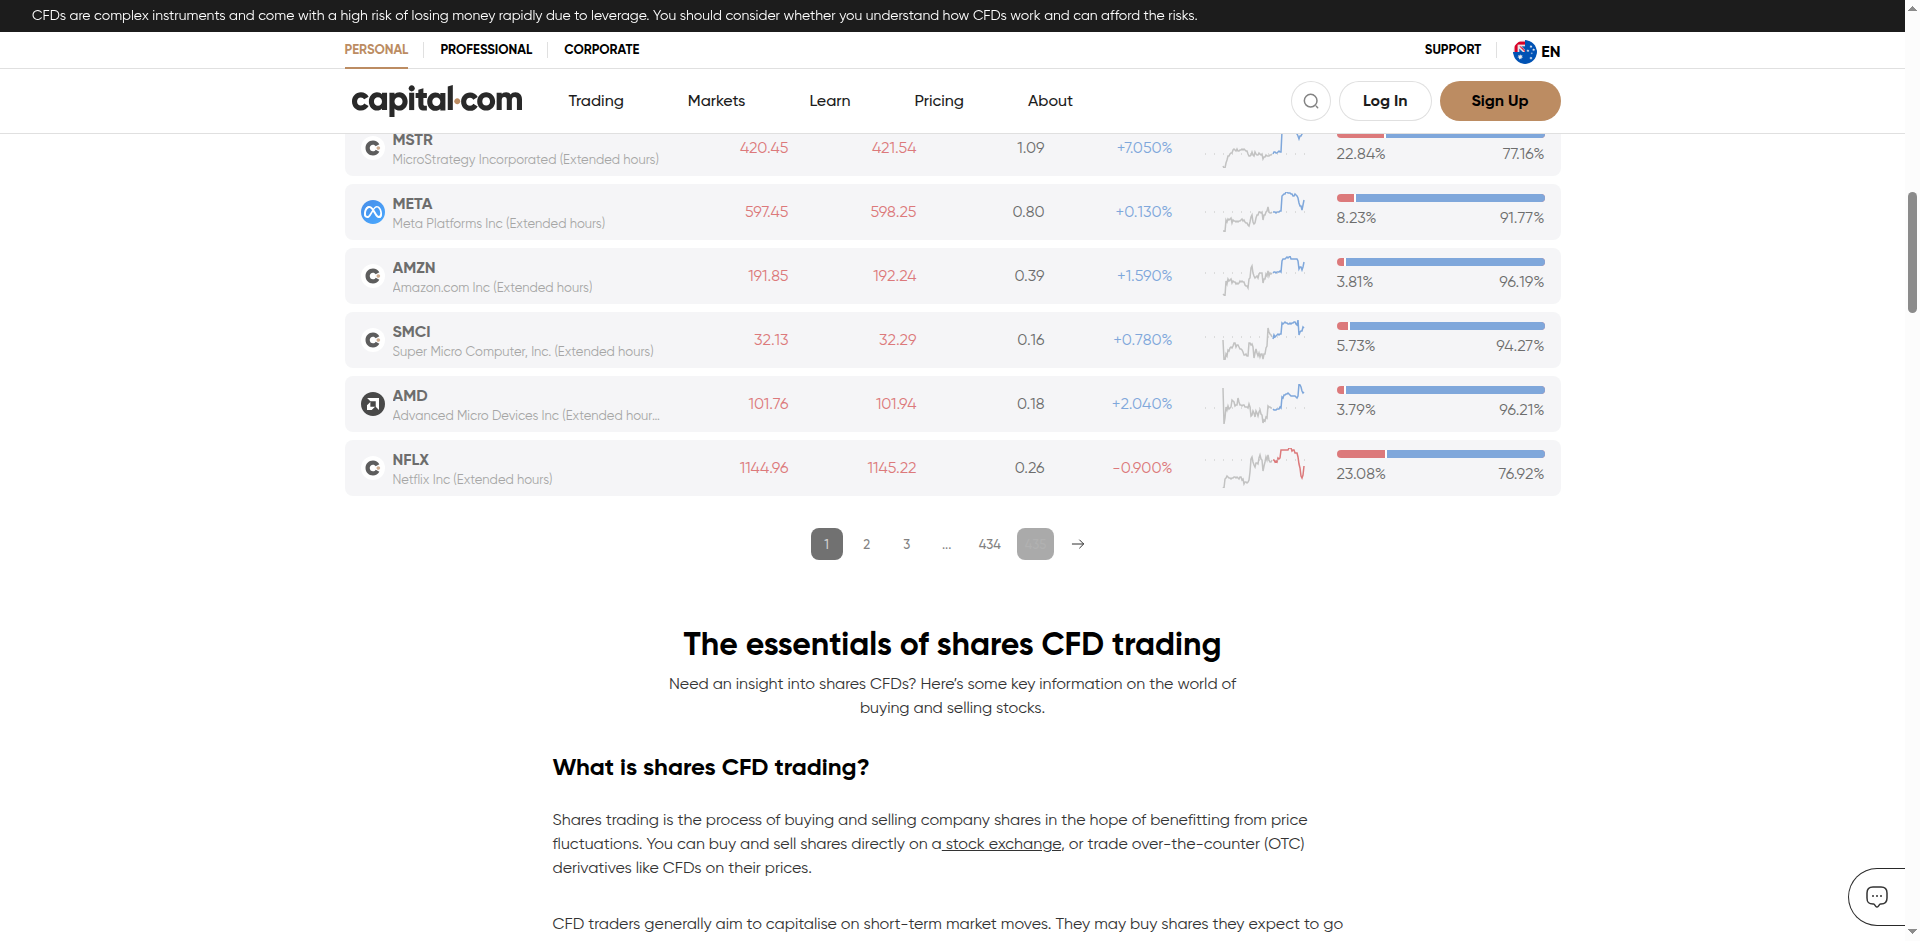 CFDs are complex instruments and come with a high risk of losing money rapidly due to leverage. You should consider whether you understand how CFDs work and can afford the risks.
PERSONAL PROFESSIONAL CORPORATE SUPPORT EN
capital.com Trading Markets Learn Pricing About Log In Sign Up
MSTR
MicroStrategy Incorporated (Extended hours) 420.45 421.54 1.09 +7.050% 22.84% 77.16%
META
Meta Platforms Inc (Extended hours) 597.45 598.25 0.80 +0.130% 8.23% 91.77%
AMZN
Amazon.com Inc (Extended hours) 191.85 192.24 0.39 +1.590% 3.81% 96.19%
SMCI
Super Micro Computer, Inc. (Extended hours) 32.13 32.29 0.16 +0.780% 5.73% 94.27%
AMD
Advanced Micro Devices Inc (Extended hour... 101.76 101.94 0.18 +2.040% 3.79% 96.21%
NFLX
Netflix Inc (Extended hours) 1144.96 1145.22 0.26 -0.900% 23.08% 76.92%
1 2 3 ... 434 435
The essentials of shares CFD trading
Need an insight into shares CFDs? Here’s some key information on the world of
buying and selling stocks.
What is shares CFD trading?
Shares trading is the process of buying and selling company shares in the hope of benefitting from price
fluctuations. You can buy and sell shares directly on a stock exchange, or trade over-the-counter (OTC)
derivatives like CFDs on their prices.
CFD traders generally aim to capitalise on short-term market moves. They may buy shares they expect to go